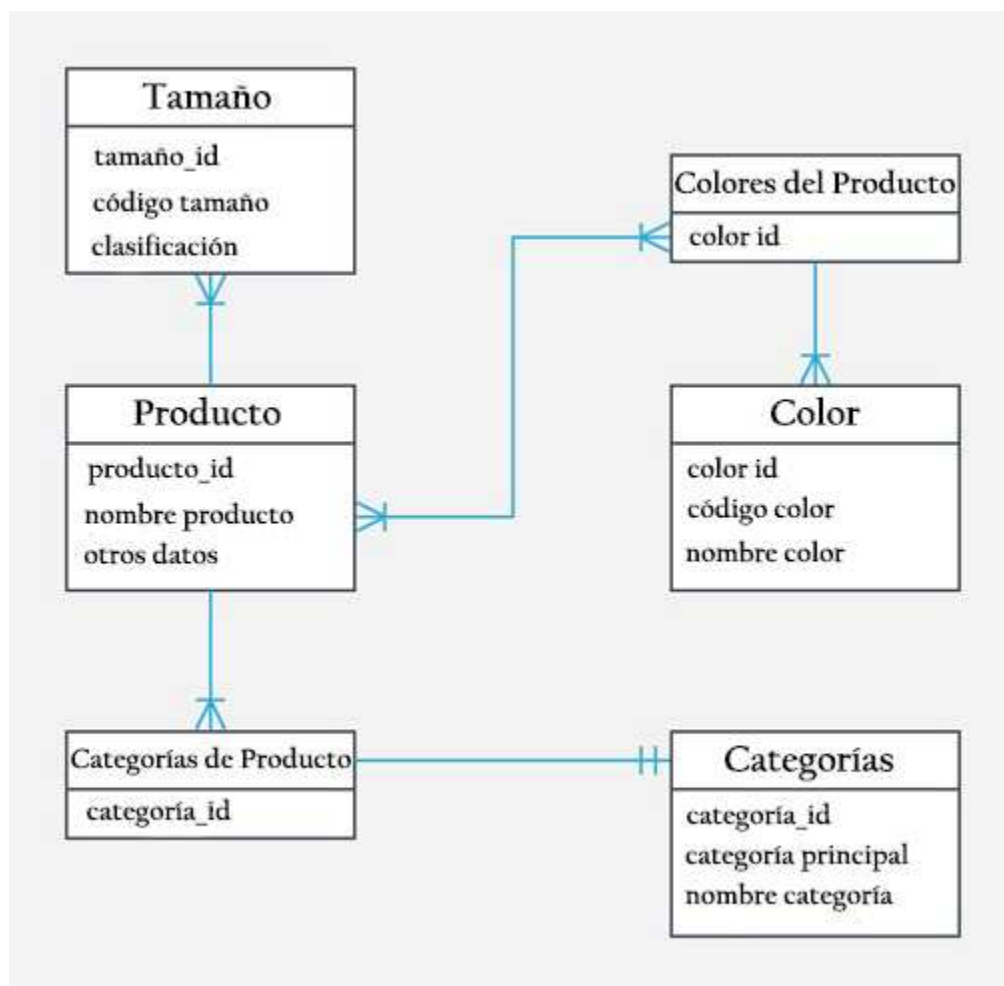 Tamaño
tamaño_id
código tamaño
clasificación
Colores del Producto
color id
Producto
producto_id
nombre producto
otros datos
Color
color id
código color
nombre color
Categorías de Producto
categoría_id
Categorías
categoría_id
categoría principal
nombre categoría